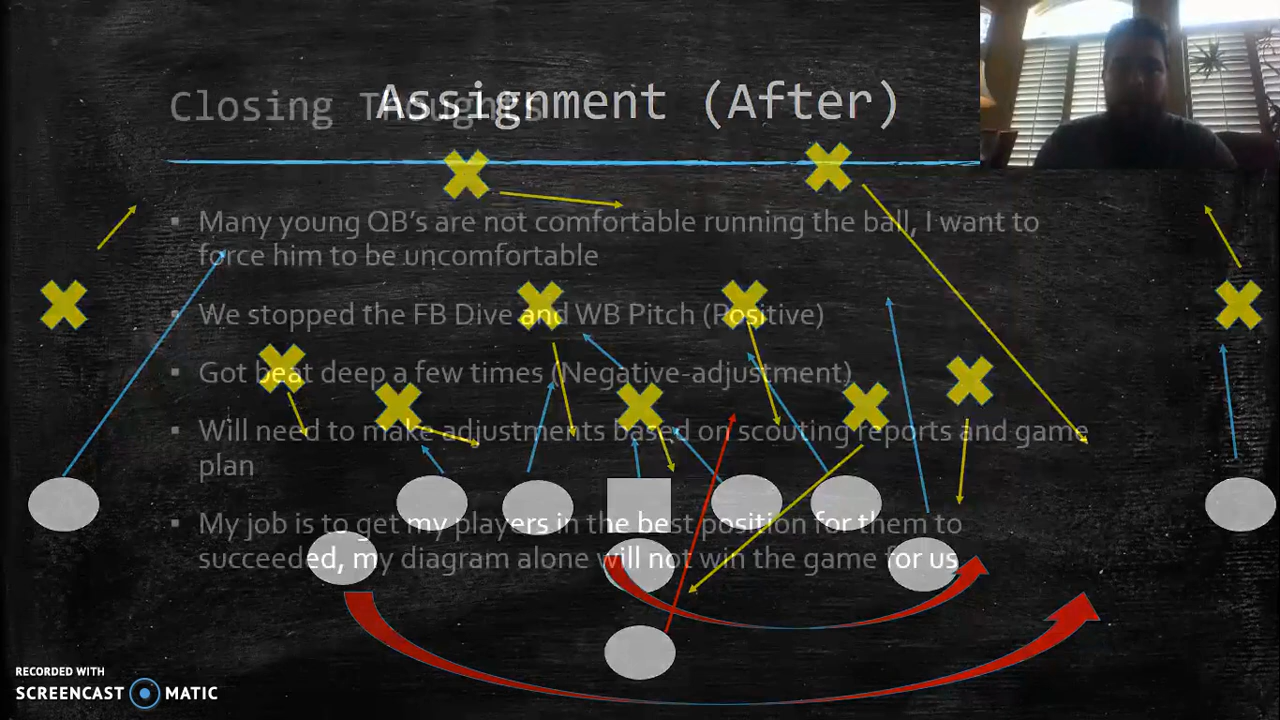 Closing Thoughts
Assignment (After)
▪ Many young QB's are not comfortable running the ball, I want to
force him to be uncomfortable
▪ We stopped the FB Dive and WB Pitch (Positive)
▪ Got beat deep a few times (Negative-adjustment)
▪ Will need to make adjustments based on scouting reports and game
plan
▪ My job is to get my players in the best position for them to
succeeded, my diagram alone will not win the game for us
RECORDED WITH
SCREENCAST MATIC